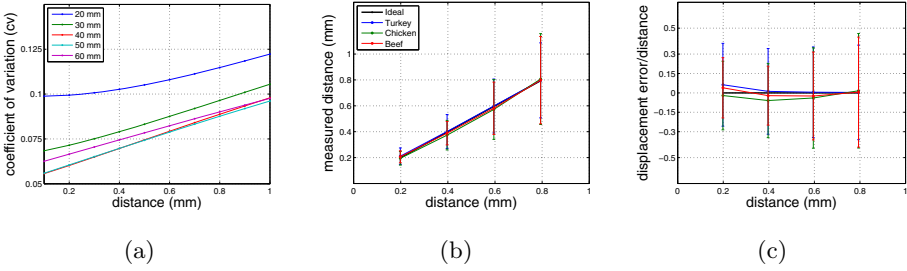 coefficient of variation (cv)
0.15
0.125
0.1
0.075
0.05
20 mm
30 mm
40 mm
50 mm
60 mm
0.2
0.4
0.6
0.8
1
distance (mm)
(a)
measured distance (mm)
1
0.8
0.6
0.4
0.2
Ideal
Turkey
Chicken
Beef
0
0.2
0.4
0.6
0.8
1
distance (mm)
(b)
displacement error/distance
0.5
0.3
0.15
0
−0.15
−0.3
−0.5
0
0.2
0.4
0.6
0.8
1
distance (mm)
(c)